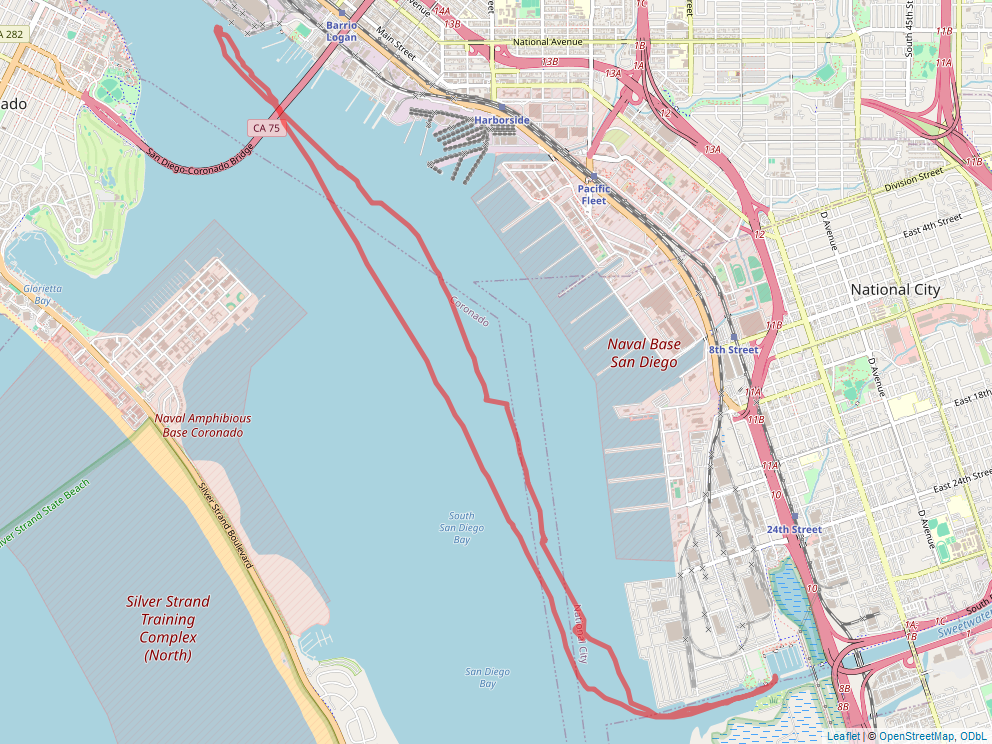 A 282
ado
Barrio
Logan
Main Street
Avenue
14A
13B
Street
Street
1B
1A
National Avenue
13B
13A
South 45th St
11B
11A
CA 75
San Diego-Coronado Bridge
Harborside
12
13A
11B
Pacific
Fleet
Division Street
D Avenue
East 4th Street
12
Glorietta
Bay
Coronado
National City
11B
Naval Base
San Diego
8th Street
D Avenue
11A
11B
East 18th
Naval Amphibious
Base Coronado
11A
10
East 24th Street
Silver Strand State Beach
Silver Strand Boulevard
South
San Diego
Bay
24th Street
D Avenue
10
Silver Strand
Training
Complex
(North)
National City
1A
1B
1C
South
Sweetwater
1
San Diego
Bay
8B
8B
Leaflet | © OpenStreetMap, ODbL